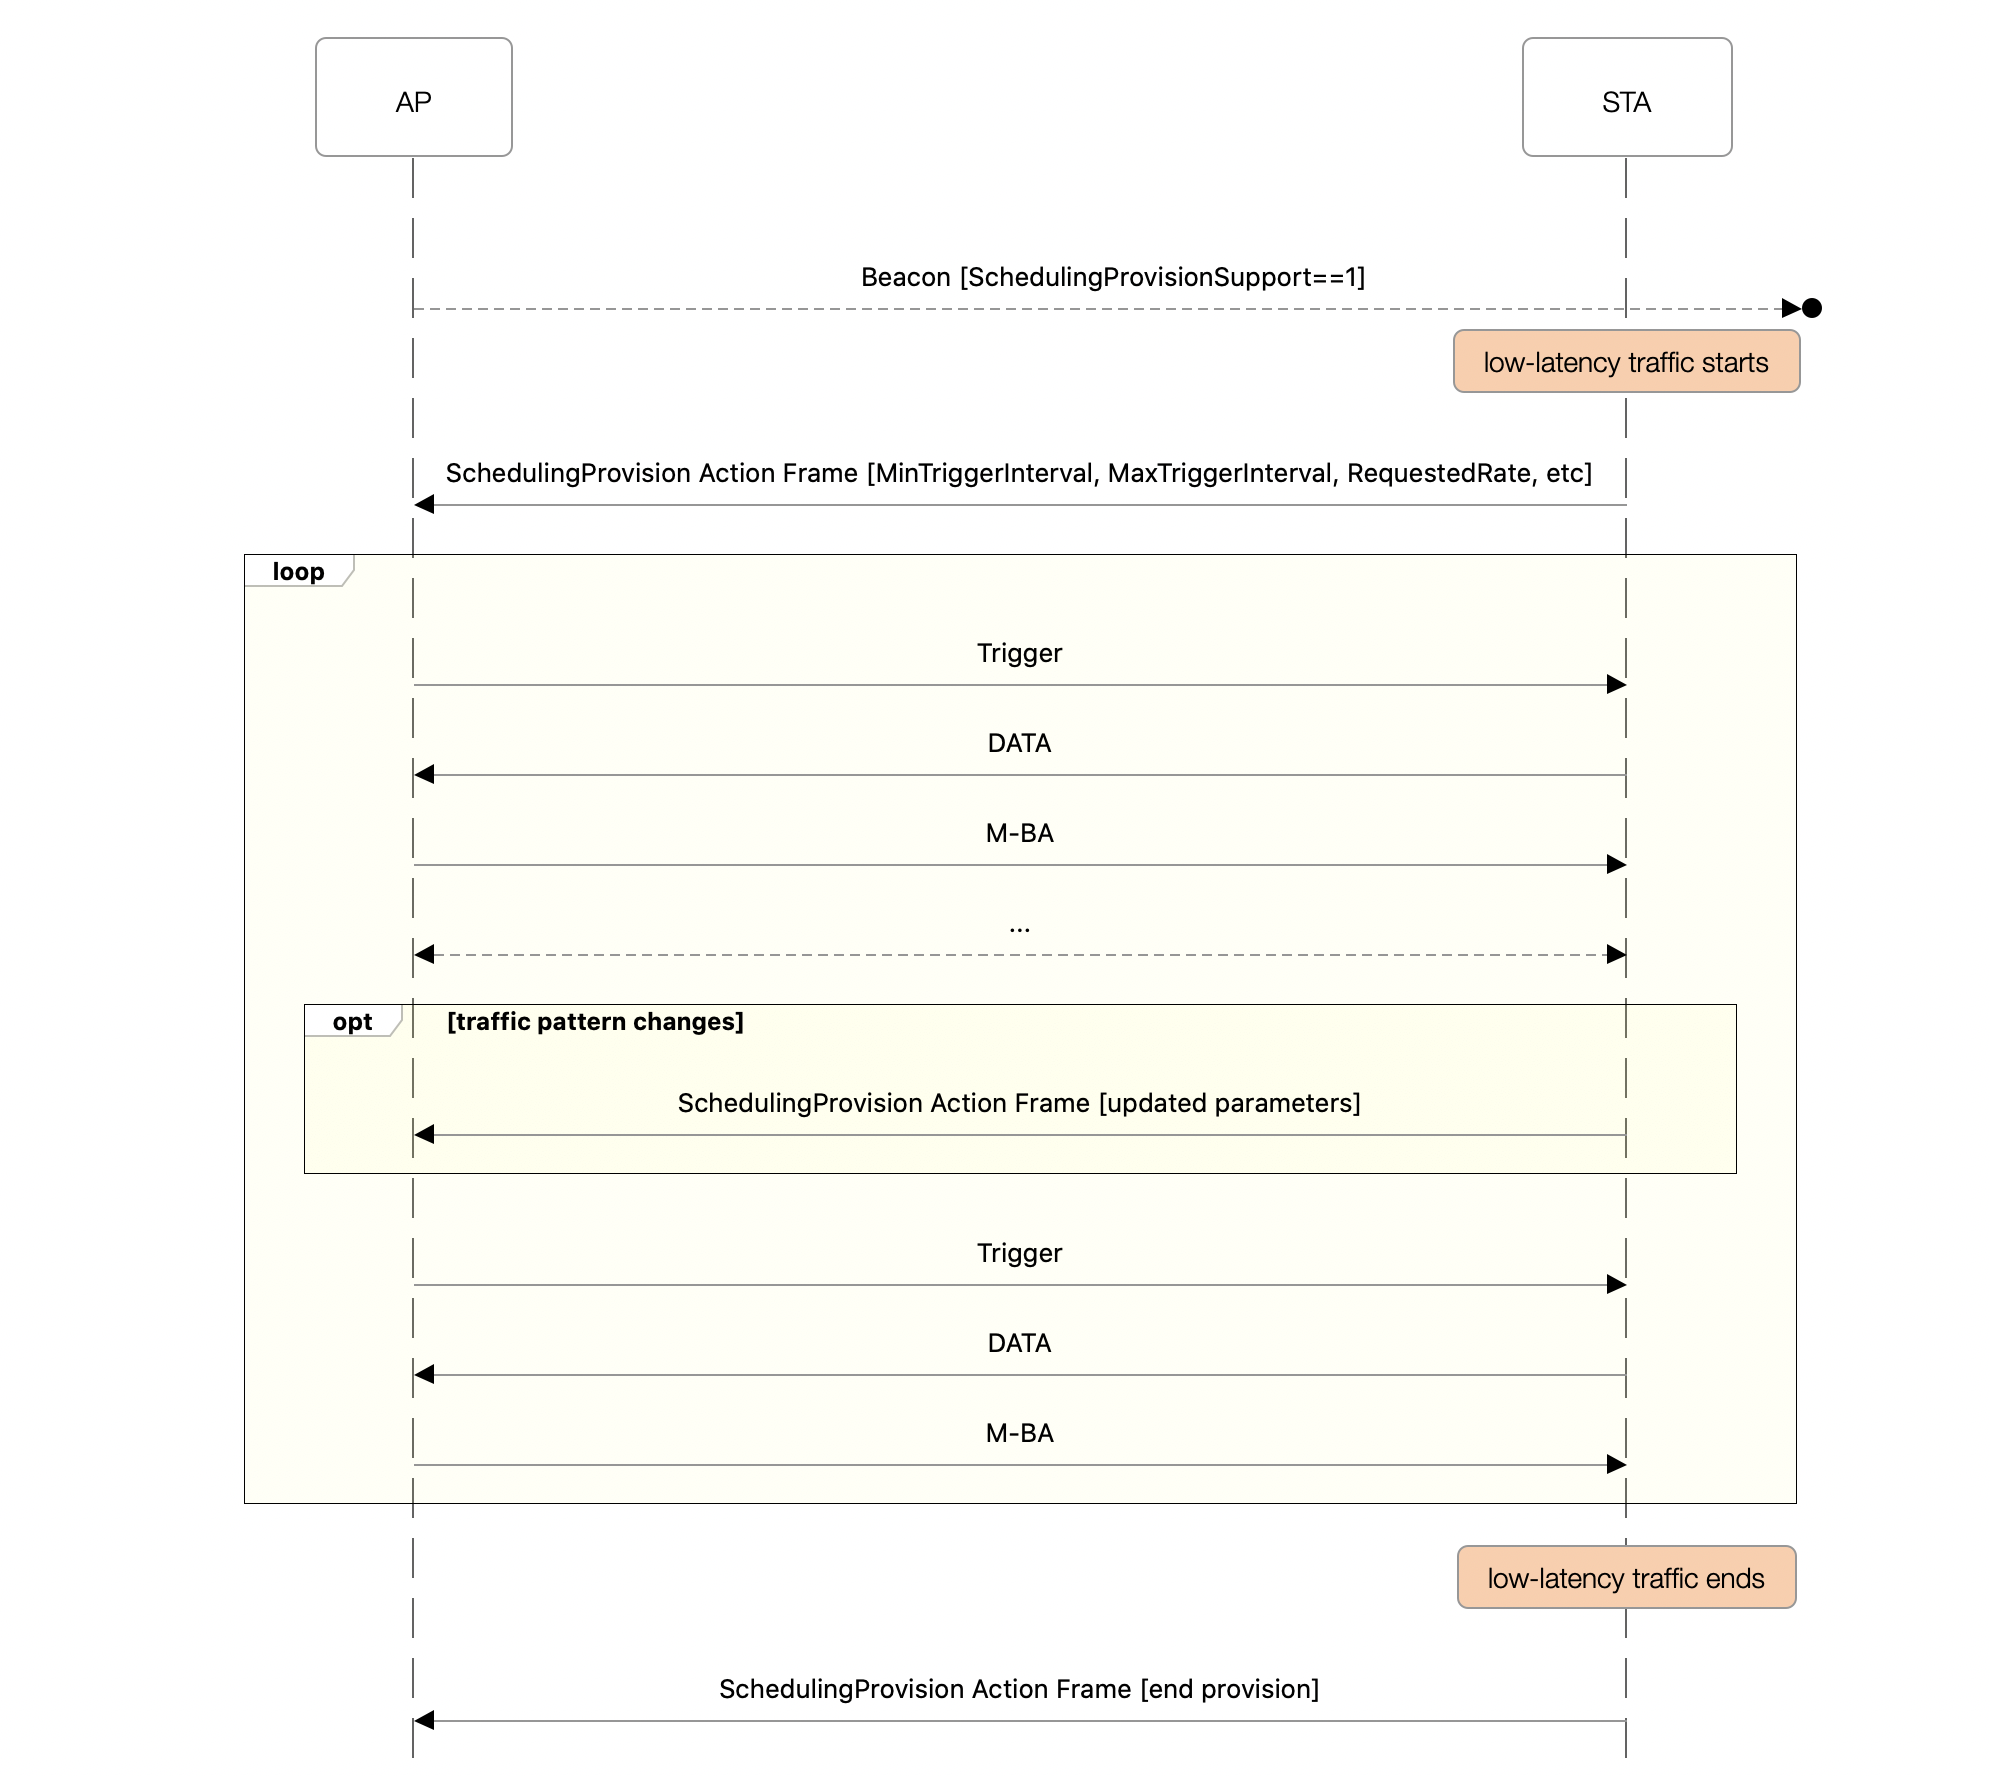 AP
STA
Beacon [SchedulingProvisionSupport==1]
low-latency traffic starts
SchedulingProvision Action Frame [MinTriggerInterval, MaxTriggerInterval, RequestedRate, etc]
loop
Trigger
DATA
M-BA
...
opt [traffic pattern changes]
SchedulingProvision Action Frame [updated parameters]
Trigger
DATA
M-BA
low-latency traffic ends
SchedulingProvision Action Frame [end provision]